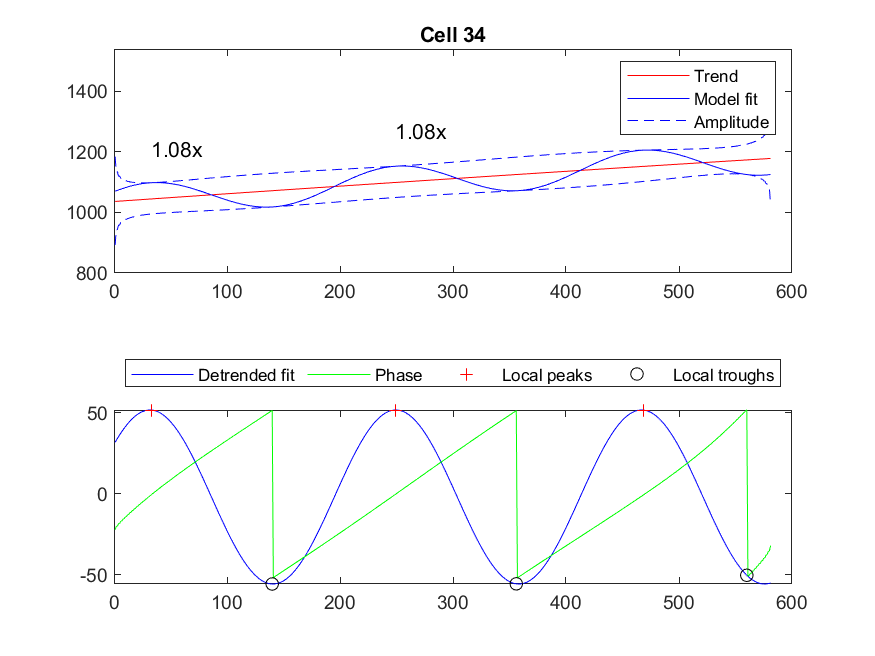 Cell 34
1400
1200
1000
800
0 100 200 300 400 500 600
1.08x
1.08x
Trend
Model fit
Amplitude
Detrended fit Phase Local peaks Local troughs
50
0
-50
0 100 200 300 400 500 600